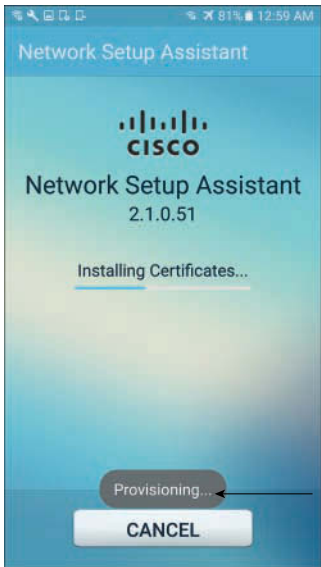 81% 12:59 AM
Network Setup Assistant
CISCO
Network Setup Assistant
2.1.0.51
Installing Certificates...
Provisioning...
CANCEL